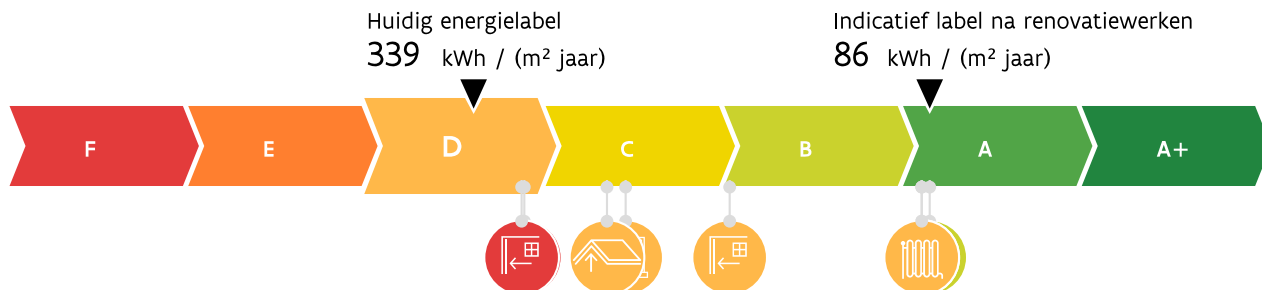 Huidig energielabel
339 kWh / (m² jaar)
Indicatief label na renovatiewerken
86 kWh / (m² jaar)
F E D C B A A+